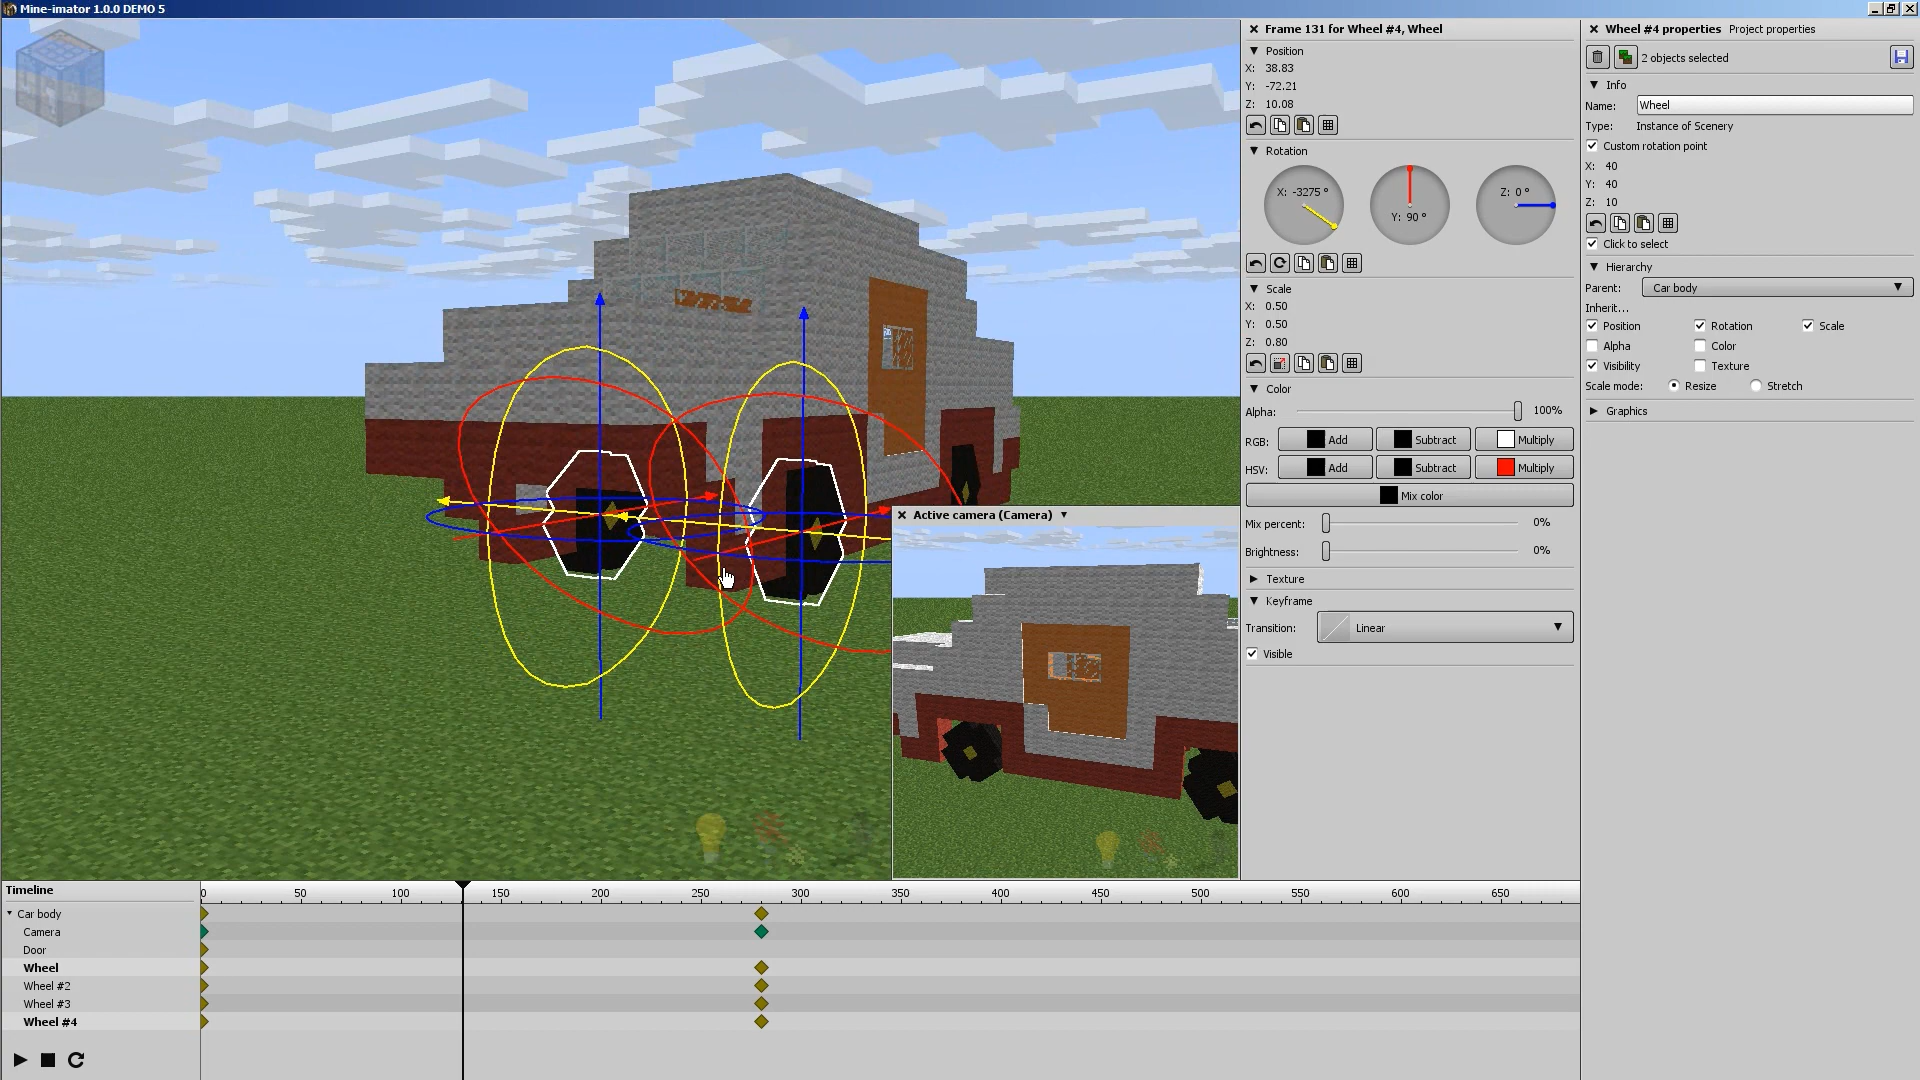 Mine-imator 1.0.0 DEMO 5
Frame 131 for Wheel #4, Wheel
Position
X: 38.83
Y: -72.21
Z: 10.08
Rotation
X: -3275 °
Y: 90 °
Z: 0 °
Scale
X: 0.50
Y: 0.50
Z: 0.80
Color
Alpha: 100%
RGB: Add Subtract Multiply
HSV: Add Subtract Multiply
Mix color
Mix percent: 0%
Brightness: 0%
Texture
Keyframe
Transition: Linear
Visible
Wheel #4 properties Project properties
2 objects selected
Info
Name: Wheel
Type: Instance of Scenery
Custom rotation point
X: 40
Y: 40
Z: 10
Click to select
Hierarchy
Parent: Car body
Inherit...
Position Rotation Scale
Alpha Color
Visibility Texture
Scale mode: Resize Stretch
Graphics
Active camera (Camera)
Timeline
0 50 100 150 200 250 300 350 400 450 500 550 600 650
Car body
Camera
Door
Wheel
Wheel #2
Wheel #3
Wheel #4